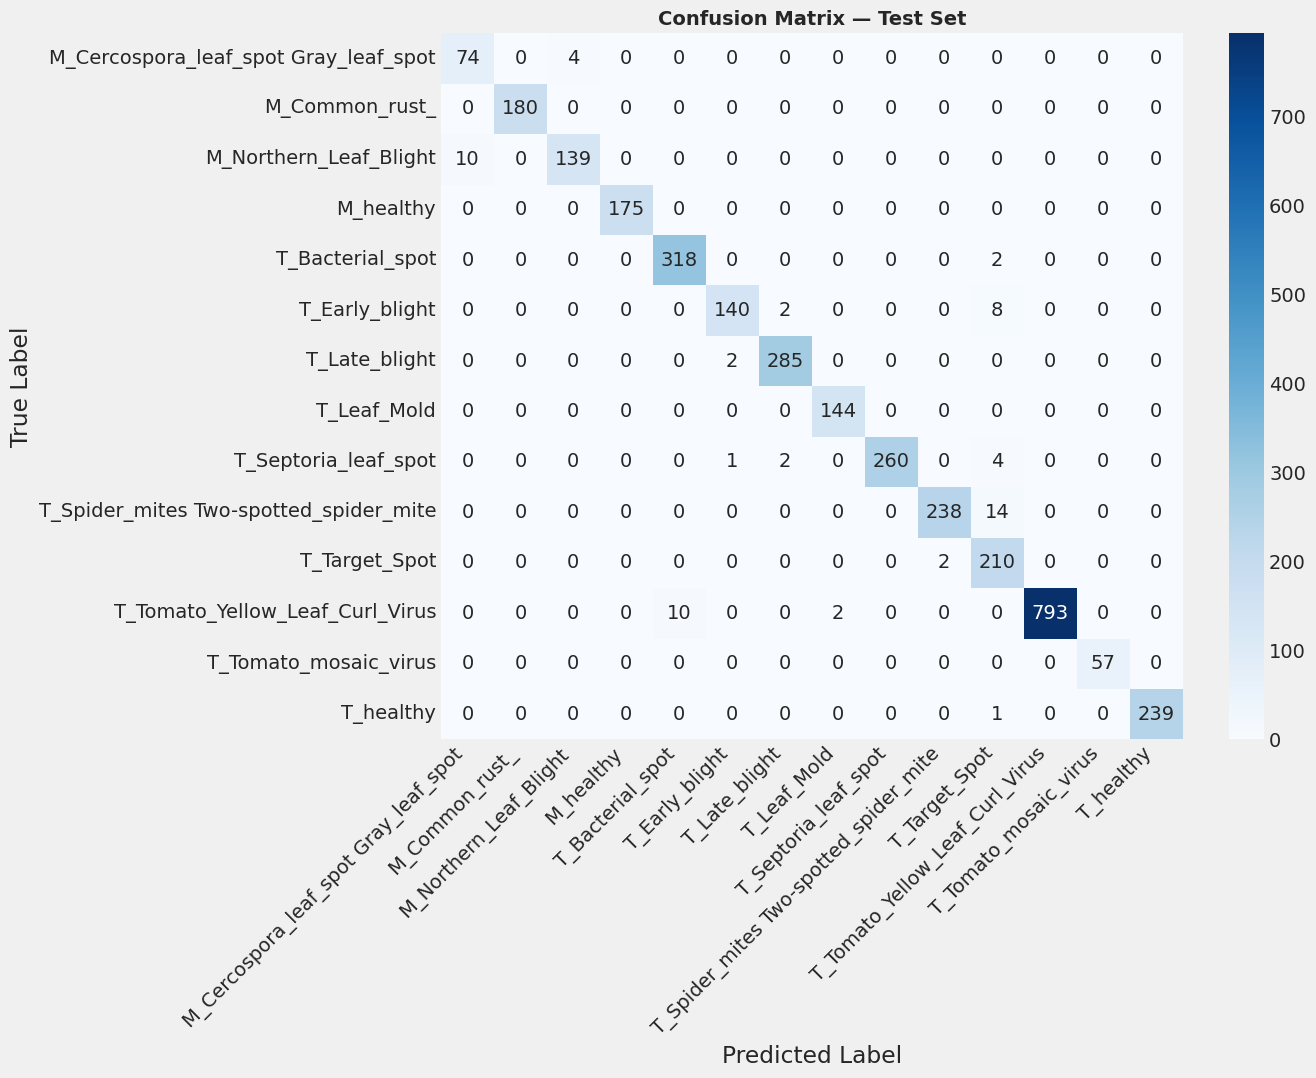 Confusion Matrix — Test Set
True Label
M_Cercospora_leaf_spot Gray_leaf_spot 74 0 4 0 0 0 0 0 0 0 0 0 0 0
M_Common_rust_ 0 180 0 0 0 0 0 0 0 0 0 0 0 0
M_Northern_Leaf_Blight 10 0 139 0 0 0 0 0 0 0 0 0 0 0
M_healthy 0 0 0 175 0 0 0 0 0 0 0 0 0 0
T_Bacterial_spot 0 0 0 0 318 0 0 0 0 0 2 0 0 0
T_Early_blight 0 0 0 0 0 140 2 0 0 0 8 0 0 0
T_Late_blight 0 0 0 0 0 2 285 0 0 0 0 0 0 0
T_Leaf_Mold 0 0 0 0 0 0 0 144 0 0 0 0 0 0
T_Septoria_leaf_spot 0 0 0 0 0 1 2 0 260 0 4 0 0 0
T_Spider_mites Two-spotted_spider_mite 0 0 0 0 0 0 0 0 0 238 14 0 0 0
T_Target_Spot 0 0 0 0 0 0 0 0 0 2 210 0 0 0
T_Tomato_Yellow_Leaf_Curl_Virus 0 0 0 0 10 0 0 2 0 0 0 793 0 0
T_Tomato_mosaic_virus 0 0 0 0 0 0 0 0 0 0 0 0 57 0
T_healthy 0 0 0 0 0 0 0 0 0 0 1 0 0 239
M_Cercospora_leaf_spot Gray_leaf_spot
M_Common_rust_
M_Northern_Leaf_Blight
M_healthy
T_Bacterial_spot
T_Early_blight
T_Late_blight
T_Leaf_Mold
T_Septoria_leaf_spot
T_Spider_mites Two-spotted_spider_mite
T_Target_Spot
T_Tomato_Yellow_Leaf_Curl_Virus
T_Tomato_mosaic_virus
T_healthy
Predicted Label
700
600
500
400
300
200
100
0